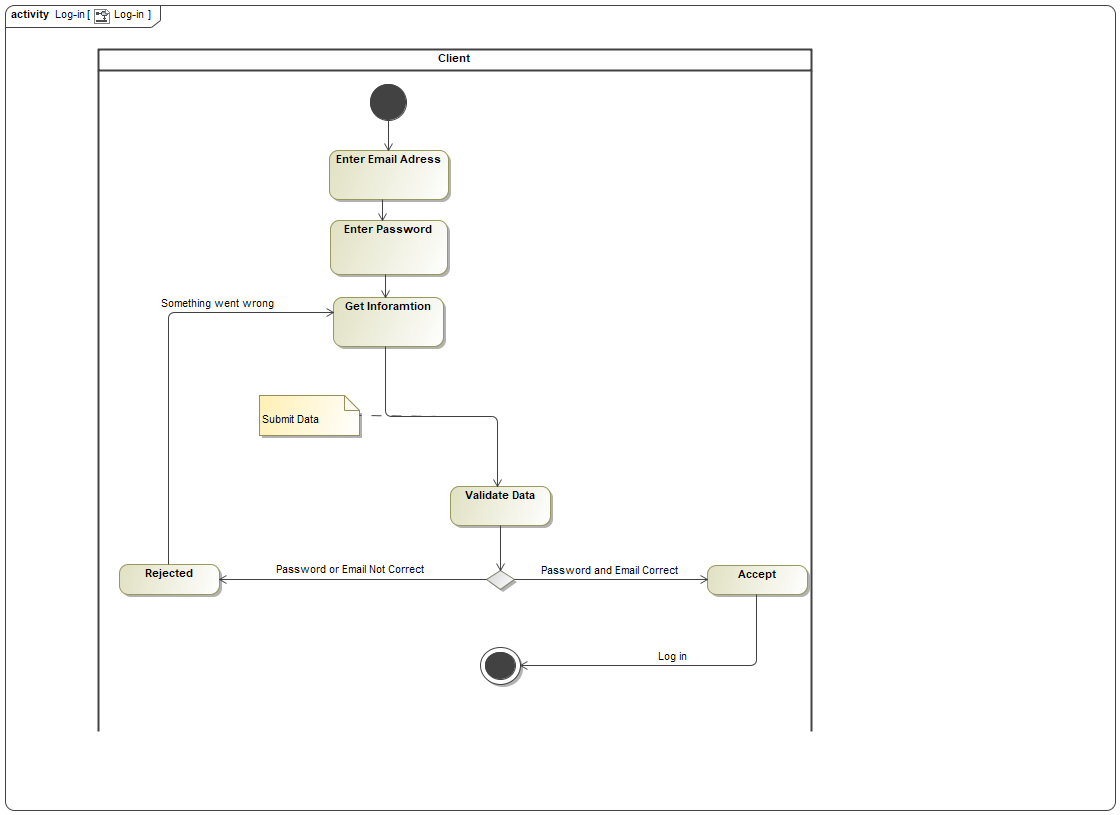 activity Log-in [ Log-in ]
Client
Enter Email Adress
Enter Password
Something went wrong
Get Inforamtion
Submit Data
Validate Data
Password or Email Not Correct
Password and Email Correct
Rejected
Accept
Log in